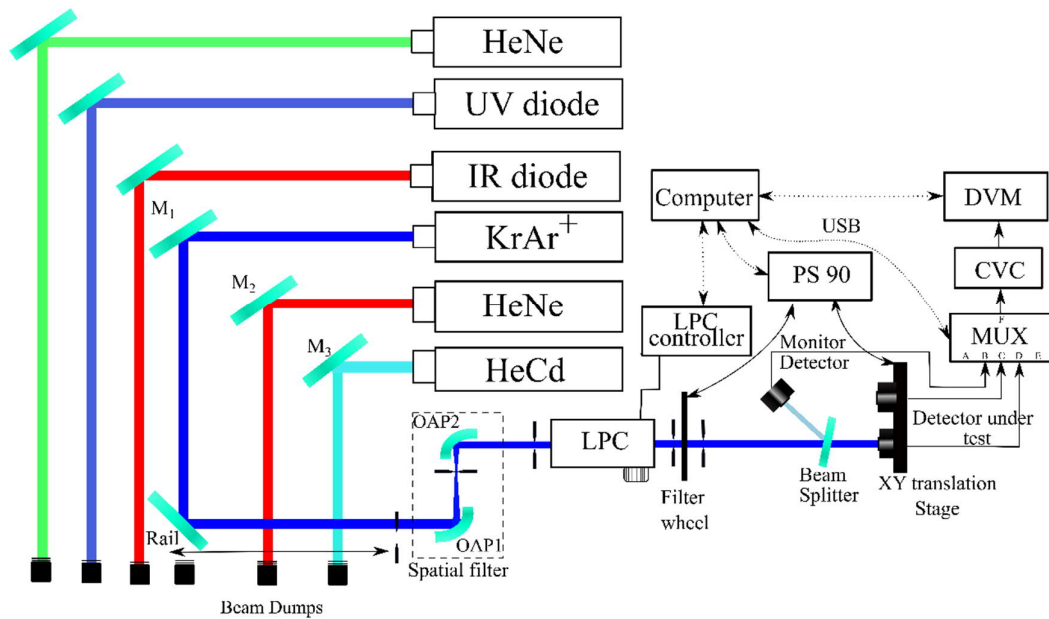 HeNe
UV diode
IR diode
M1
KrAr+
M2
HeNe
M3
HeCd
Computer
DVM
USB
PS 90
CVC
LPC
controller
F
MUX
A B C D E
Monitor
Detector
OAP2
LPC
Detector under
test
Beam
Splitter
XY translation
Stage
Filter
wheel
Rail
OAP1
Spatial filter
Beam Dumps